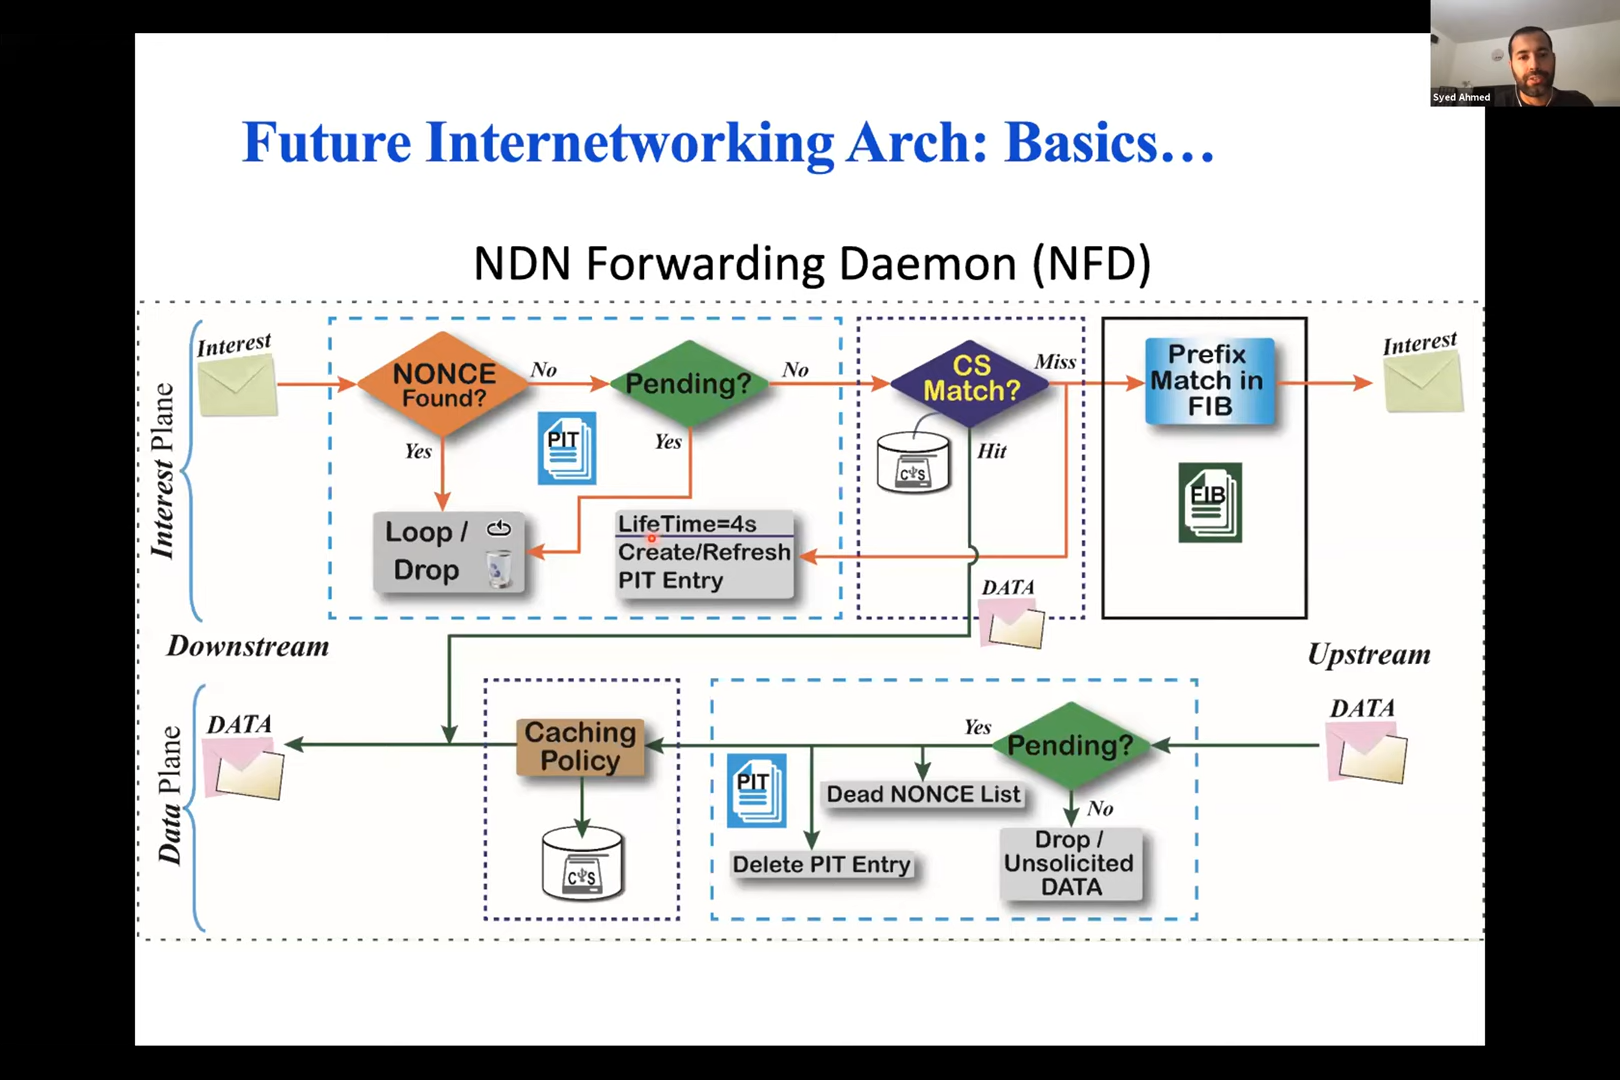 Syed Ahmed
Future Internetworking Arch: Basics…
NDN Forwarding Daemon (NFD)
Interest Plane
Interest
NONCE
Found?
No
Yes
PIT
Pending?
No
Yes
Loop /
Drop
LifeTime=4s
Create/Refresh
PIT Entry
CS
Match?
Miss
Hit
CS
DATA
Prefix
Match in
FIB
FIB
Interest
Downstream
Upstream
Data Plane
DATA
Caching
Policy
CS
PIT
Yes
Pending?
No
Dead NONCE List
Delete PIT Entry
Drop /
Unsolicited
DATA
DATA